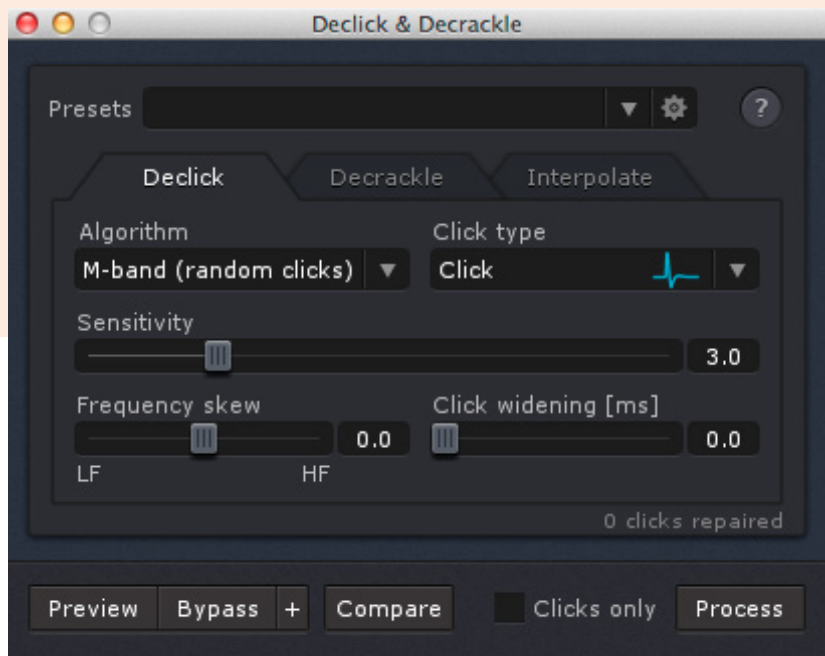 Declick & Decrackle
Presets ?
Declick Decrackle Interpolate
Algorithm Click type
M-band (random clicks) Click
Sensitivity
3.0
Frequency skew Click widening [ms]
0.0 0.0
LF HF
0 clicks repaired
Preview Bypass + Compare Clicks only Process